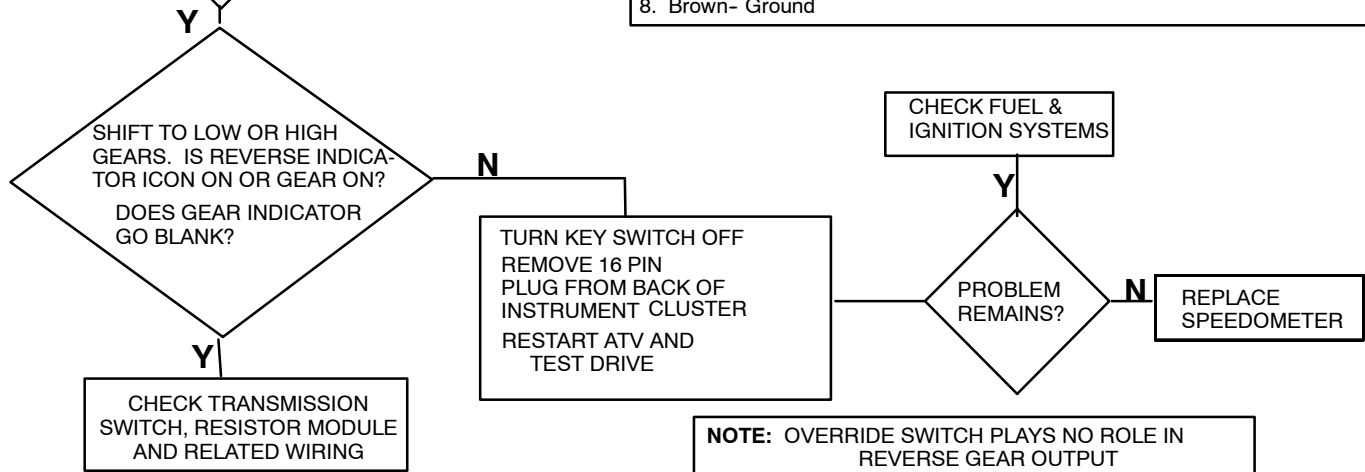 8. Brown- Ground
Y
SHIFT TO LOW OR HIGH
GEARS. IS REVERSE INDICA-
TOR ICON ON OR GEAR ON?
DOES GEAR INDICATOR
GO BLANK?
N
Y
CHECK TRANSMISSION
SWITCH, RESISTOR MODULE
AND RELATED WIRING
TURN KEY SWITCH OFF
REMOVE 16 PIN
PLUG FROM BACK OF
INSTRUMENT CLUSTER
RESTART ATV AND
TEST DRIVE
CHECK FUEL &
IGNITION SYSTEMS
Y
PROBLEM
REMAINS?
N
REPLACE
SPEEDOMETER
NOTE: OVERRIDE SWITCH PLAYS NO ROLE IN
REVERSE GEAR OUTPUT